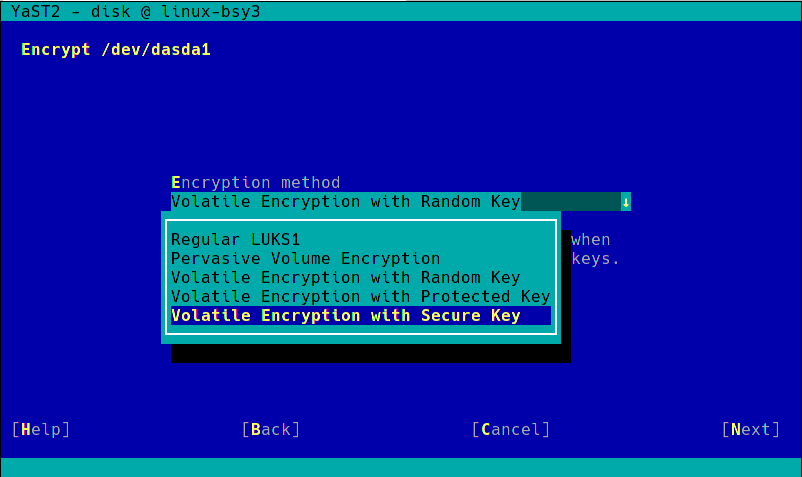 YaST2 - disk @ linux-bsy3
Encrypt /dev/dasda1
Encryption method
Volatile Encryption with Random Key ↓
Regular LUKS1 when
Pervasive Volume Encryption keys.
Volatile Encryption with Random Key
Volatile Encryption with Protected Key
Volatile Encryption with Secure Key
[Help] [Back] [Cancel] [Next]